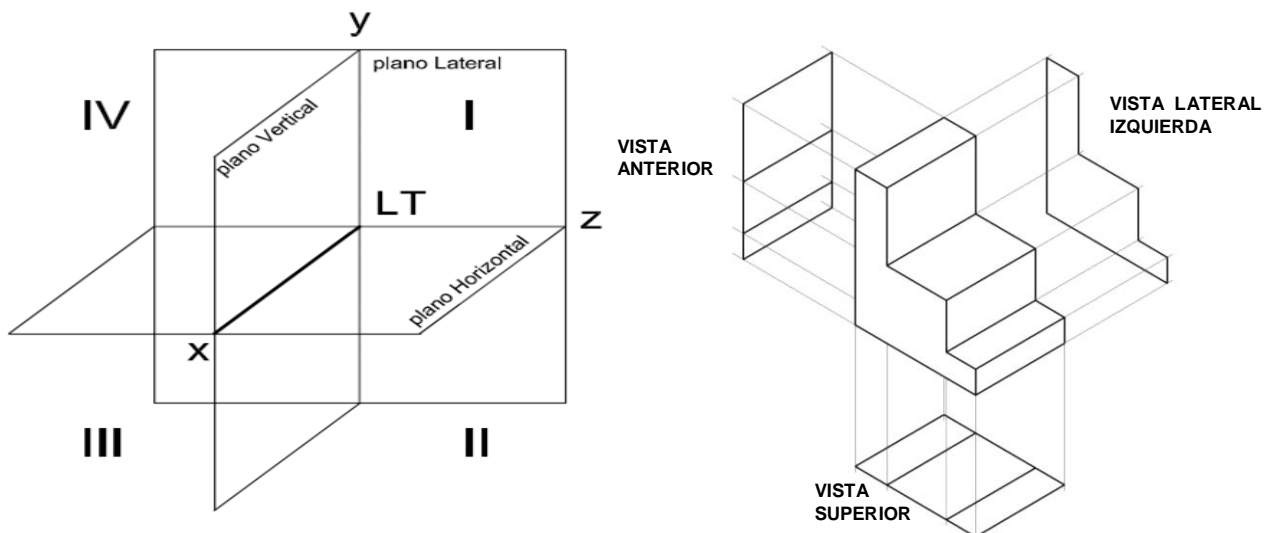 y
plano Lateral
IV
I
plano Vertical
LT
z
plano Horizontal
x
III
II
VISTA
ANTERIOR
VISTA LATERAL
IZQUIERDA
VISTA
SUPERIOR